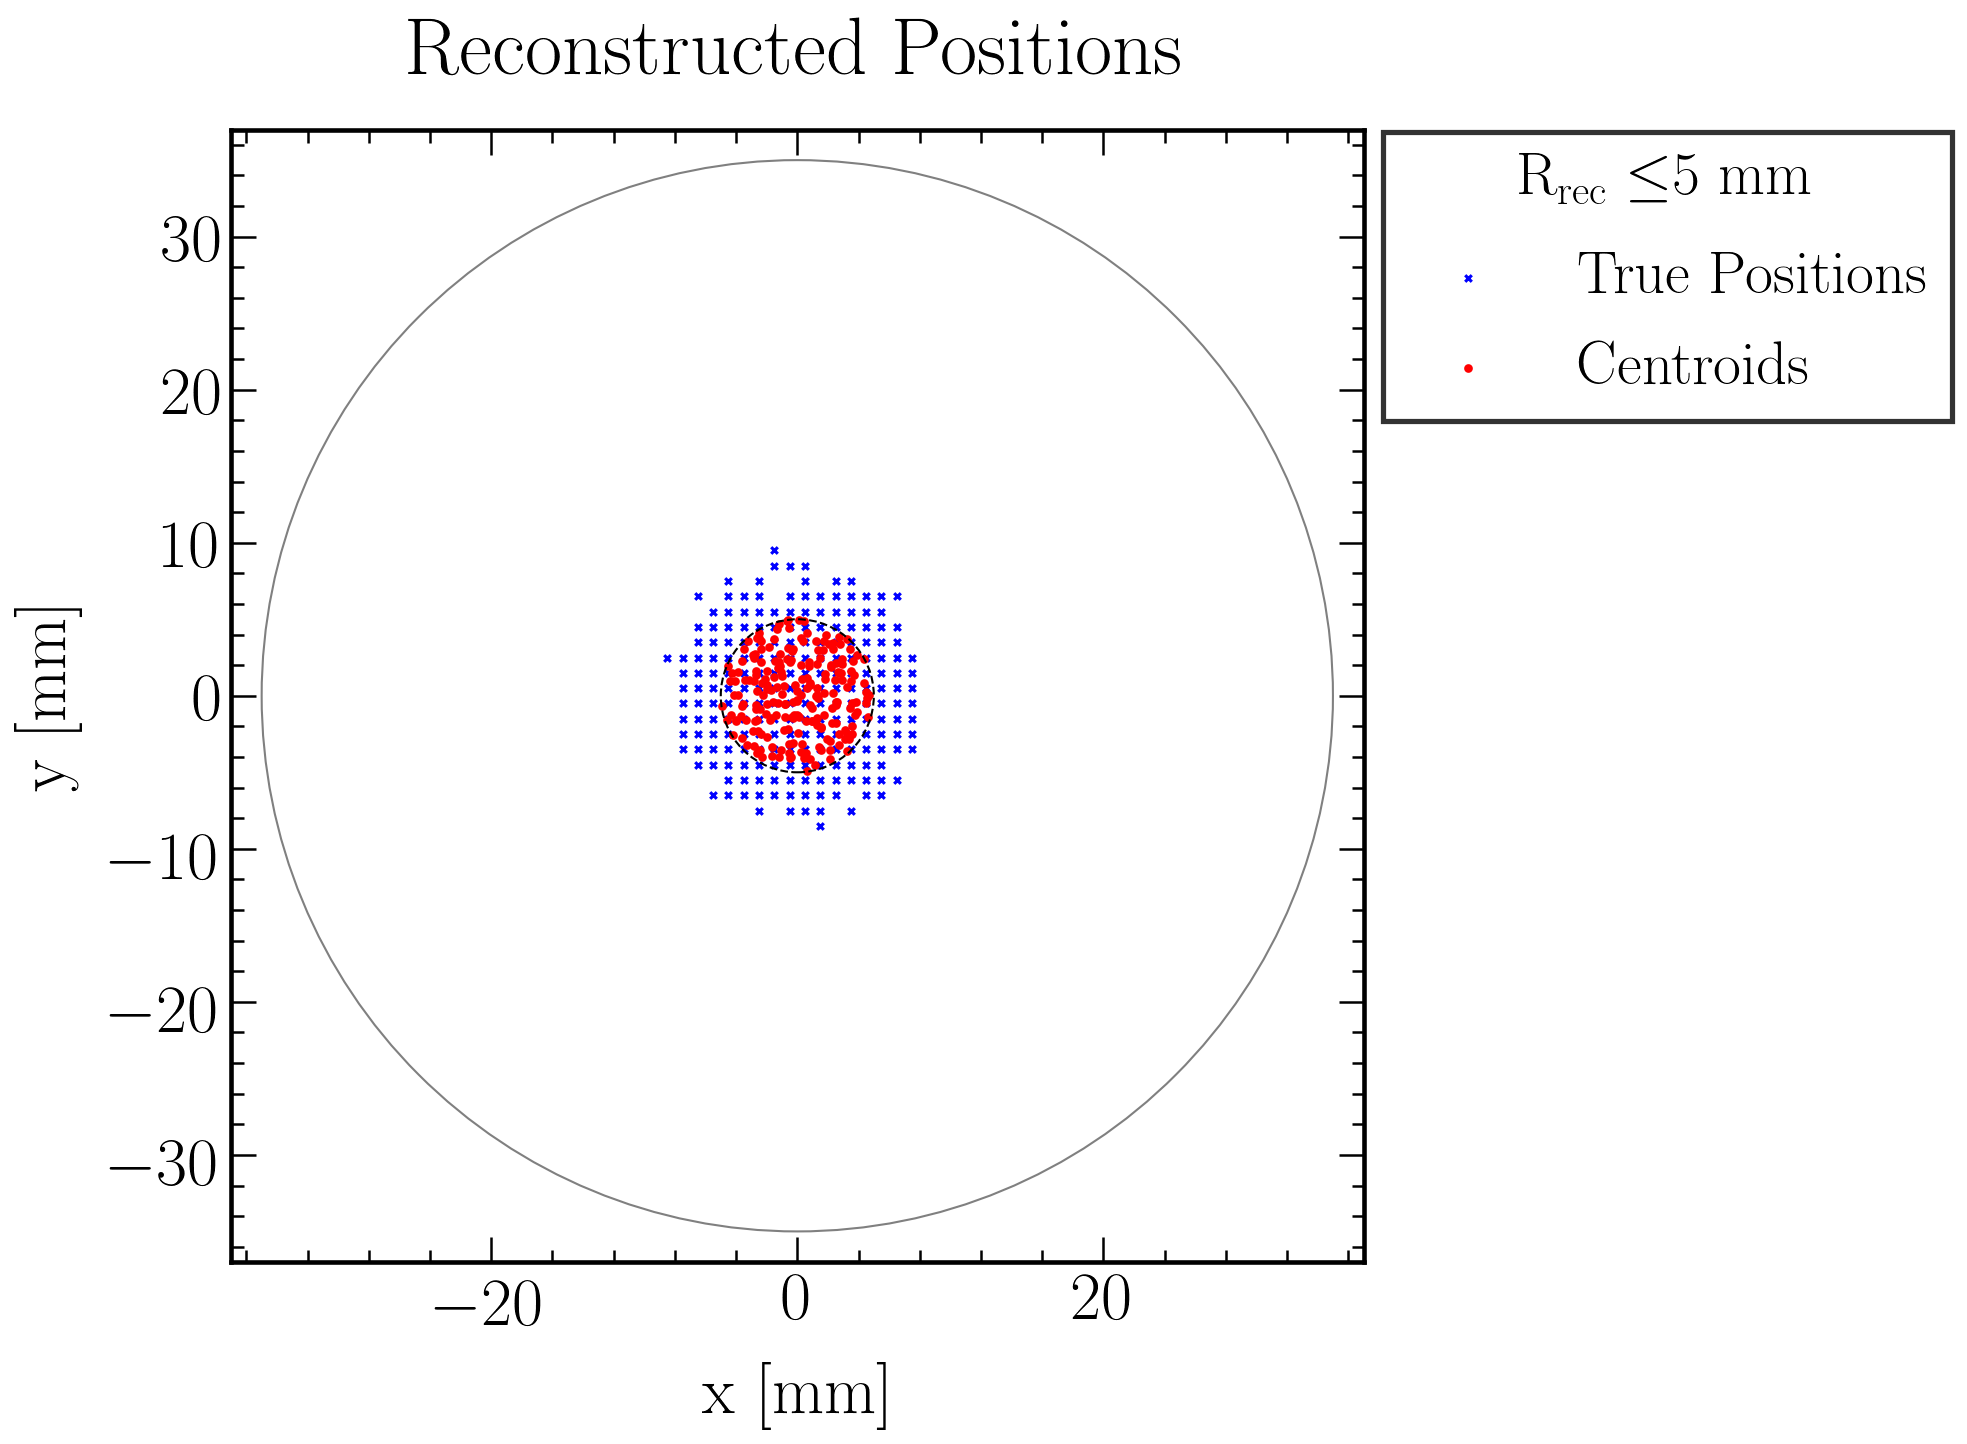 Reconstructed Positions
R_rec ≤5 mm
True Positions
Centroids
y [mm]
30
20
10
0
−10
−20
−30
−20 0 20
x [mm]